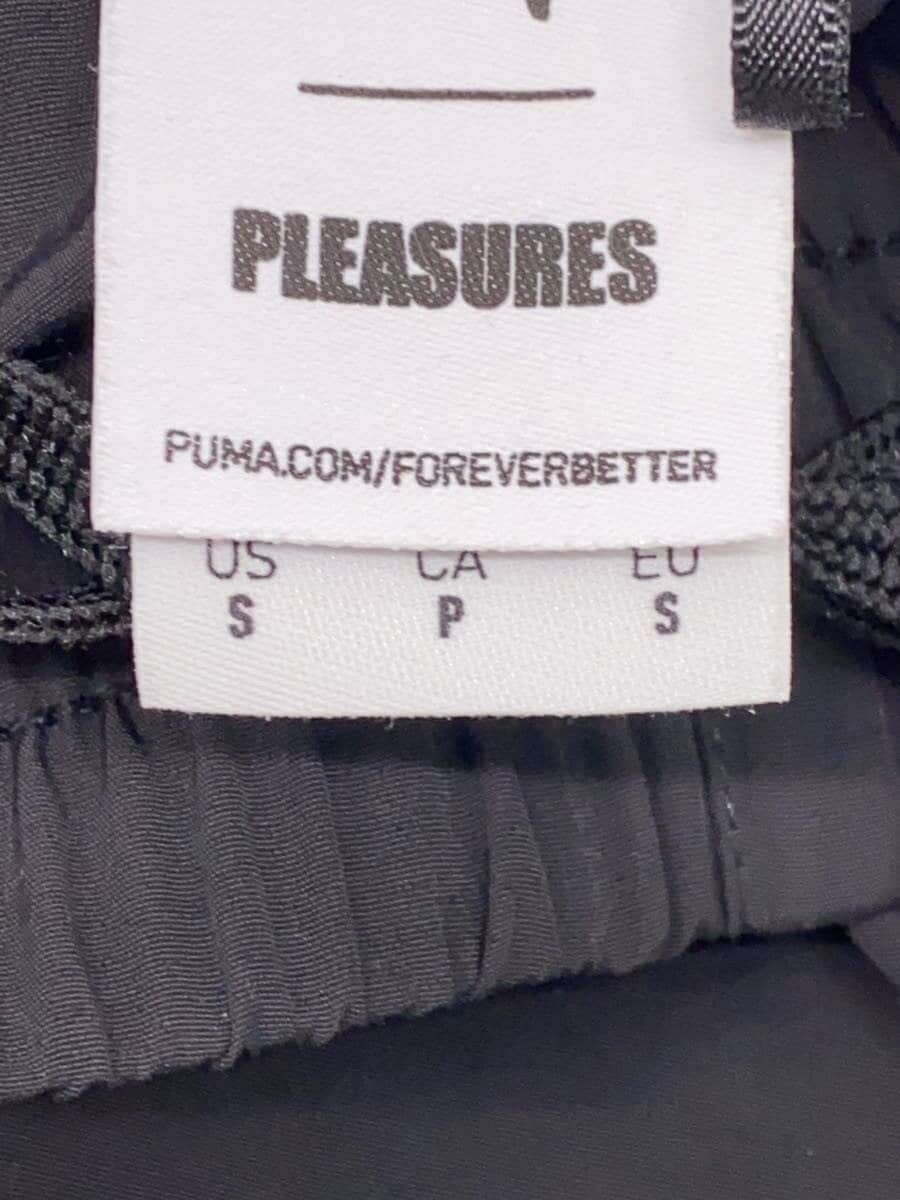 PLEASURES
PUMA.COM/FOREVERBETTER
US CA EU
S P S